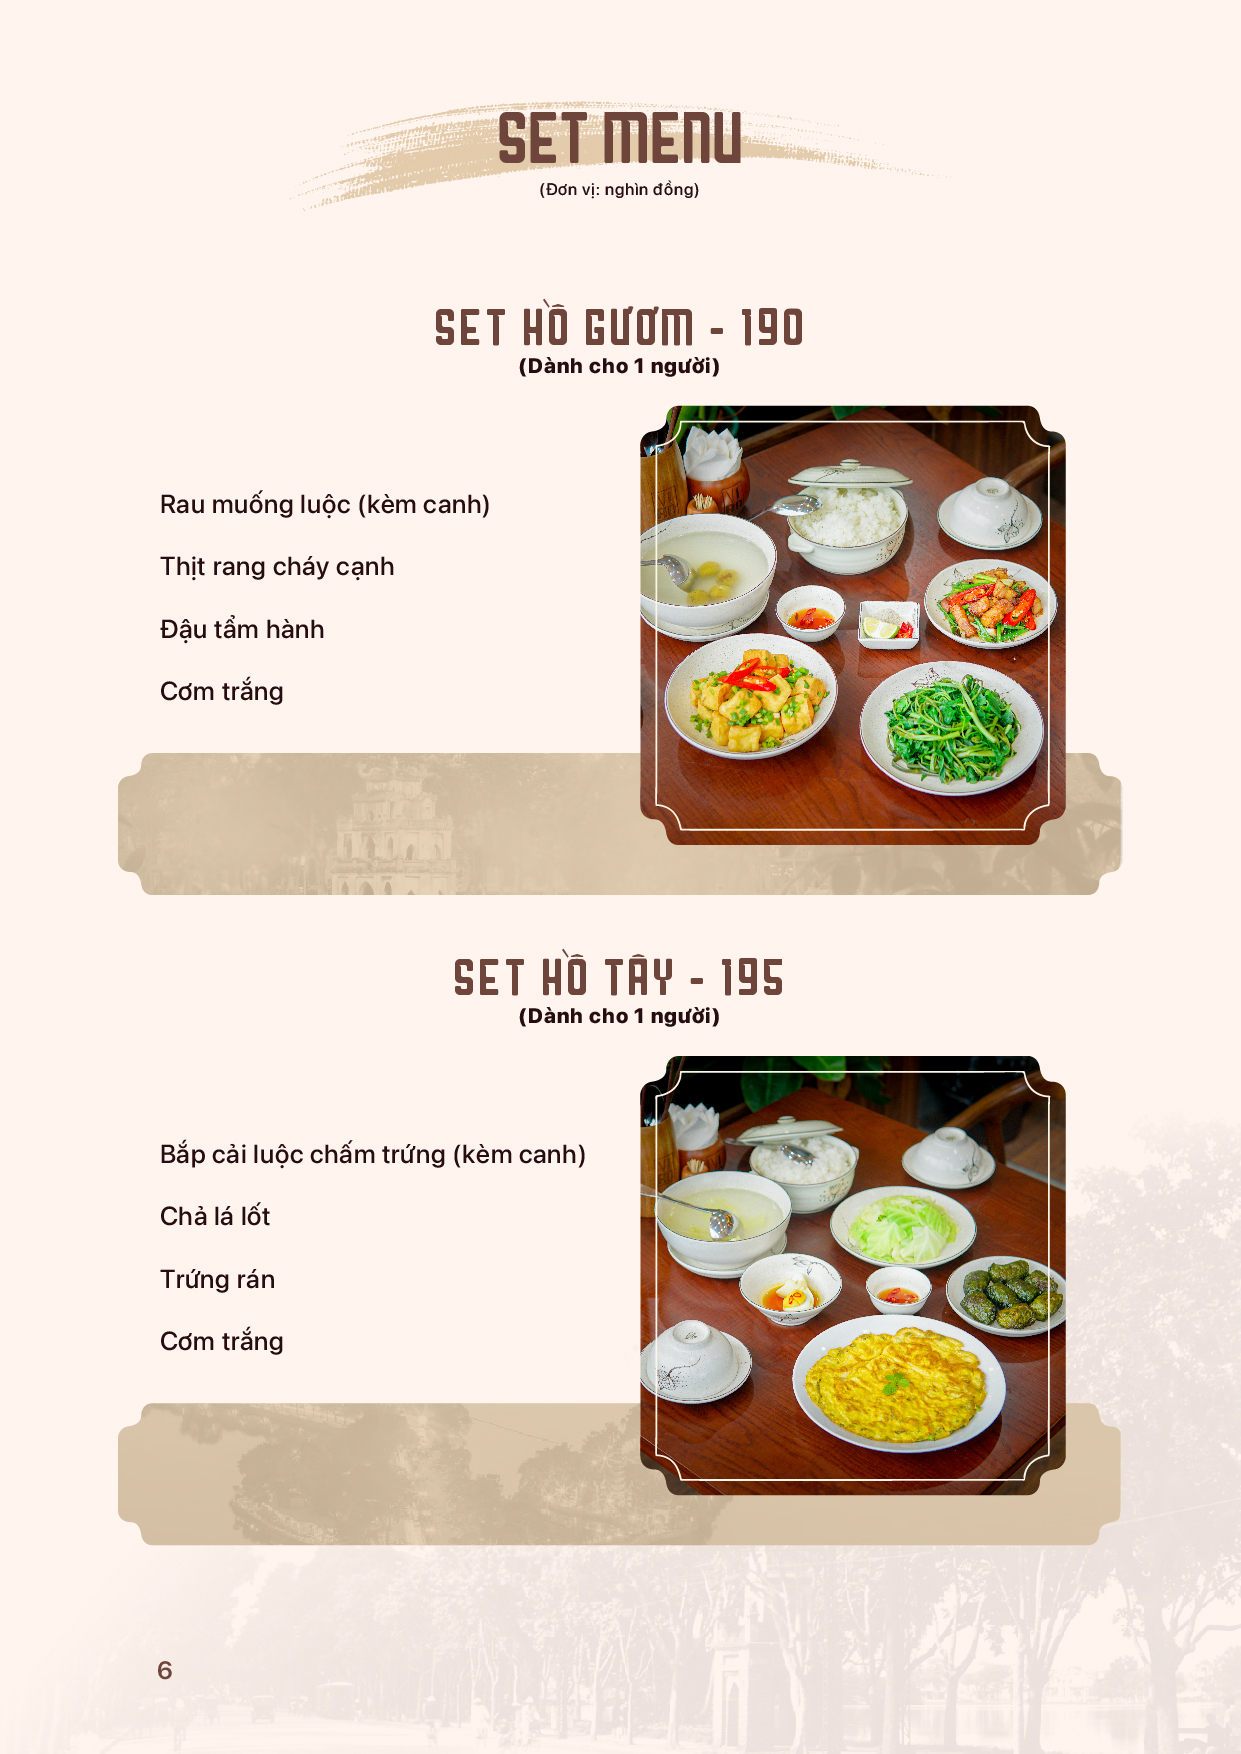 SET MENU
(Đơn vị: nghìn đồng)
SET HỒ GƯƠM - 190
(Dành cho 1 người)
Rau muống luộc (kèm canh)
Thịt rang cháy cạnh
Đậu tẩm hành
Cơm trắng
SET HỒ TÂY - 195
(Dành cho 1 người)
Bắp cải luộc chấm trứng (kèm canh)
Chả lá lốt
Trứng rán
Cơm trắng
6